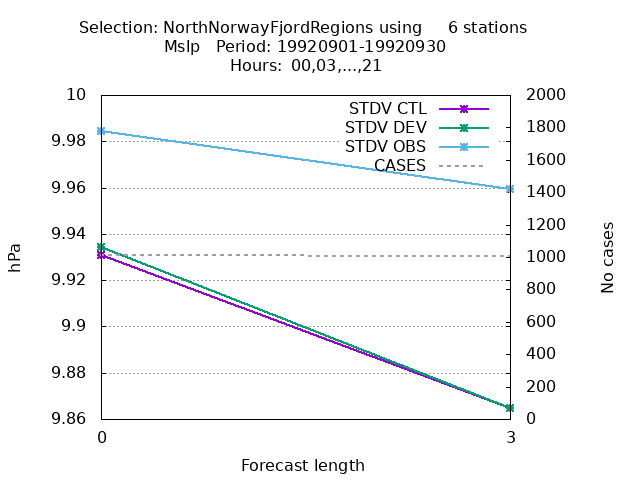 Selection: NorthNorwayFjordRegions using     6 stations
Mslp   Period: 19920901-19920930
Hours:  00,03,...,21
STDV CTL
STDV DEV
STDV OBS
CASES
hPa
10
9.98
9.96
9.94
9.92
9.9
9.88
9.86
No cases
2000
1800
1600
1400
1200
1000
800
600
400
200
0
0 3
Forecast length